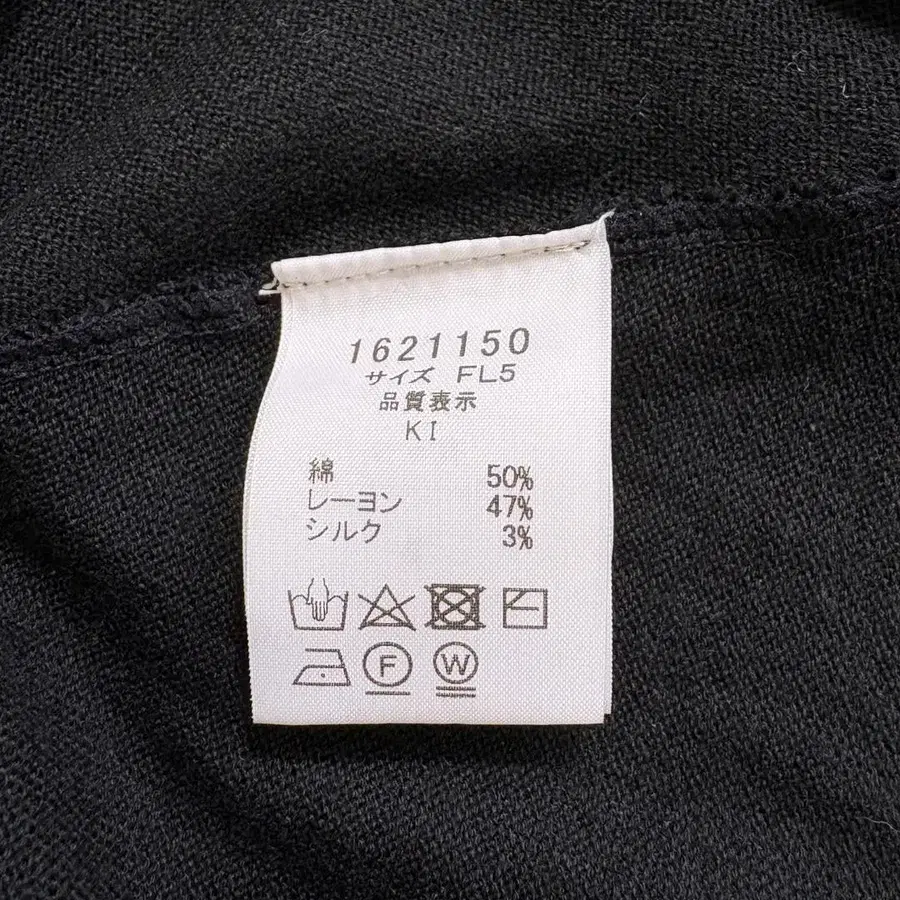 1621150
サイズ FL5
品質表示
KI
綿 50%
レーヨン 47%
シルク 3%
F W